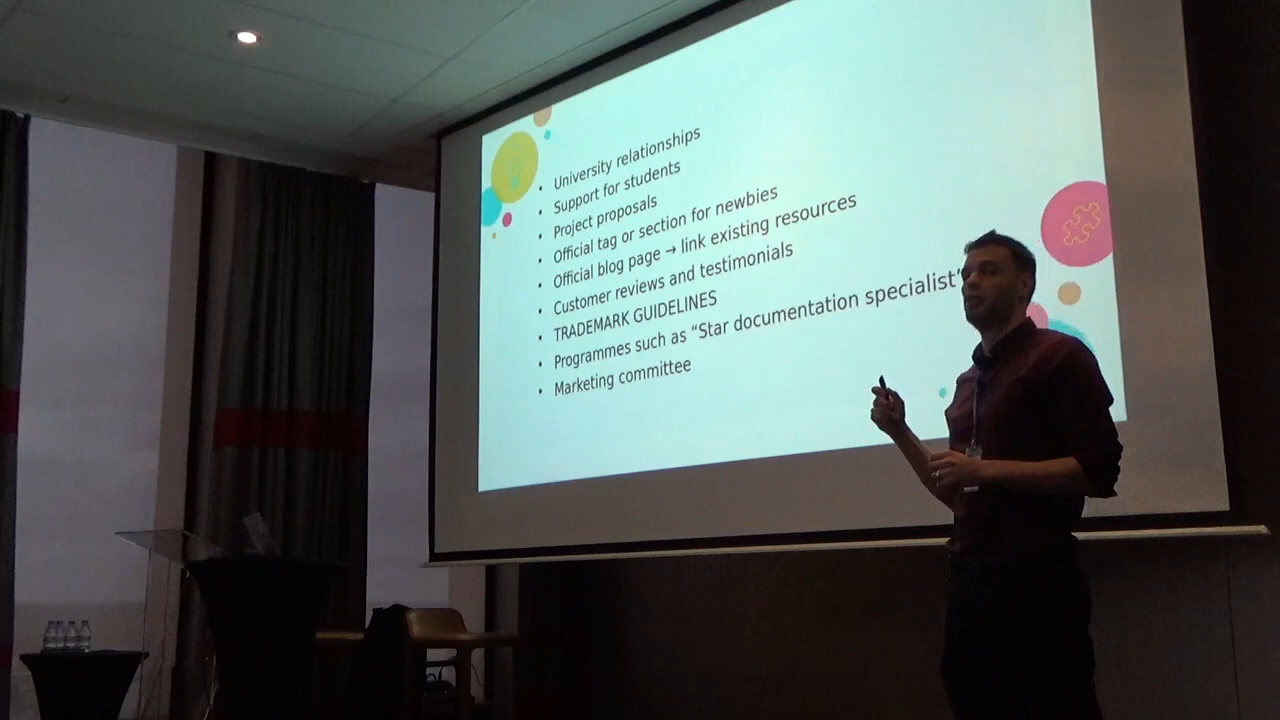 • University relationships
• Support for students
• Project proposals
• Official tag or section for newbies
• Official blog page → link existing resources
• Customer reviews and testimonials
• TRADEMARK GUIDELINES
• Programmes such as “Star documentation specialist”
• Marketing committee